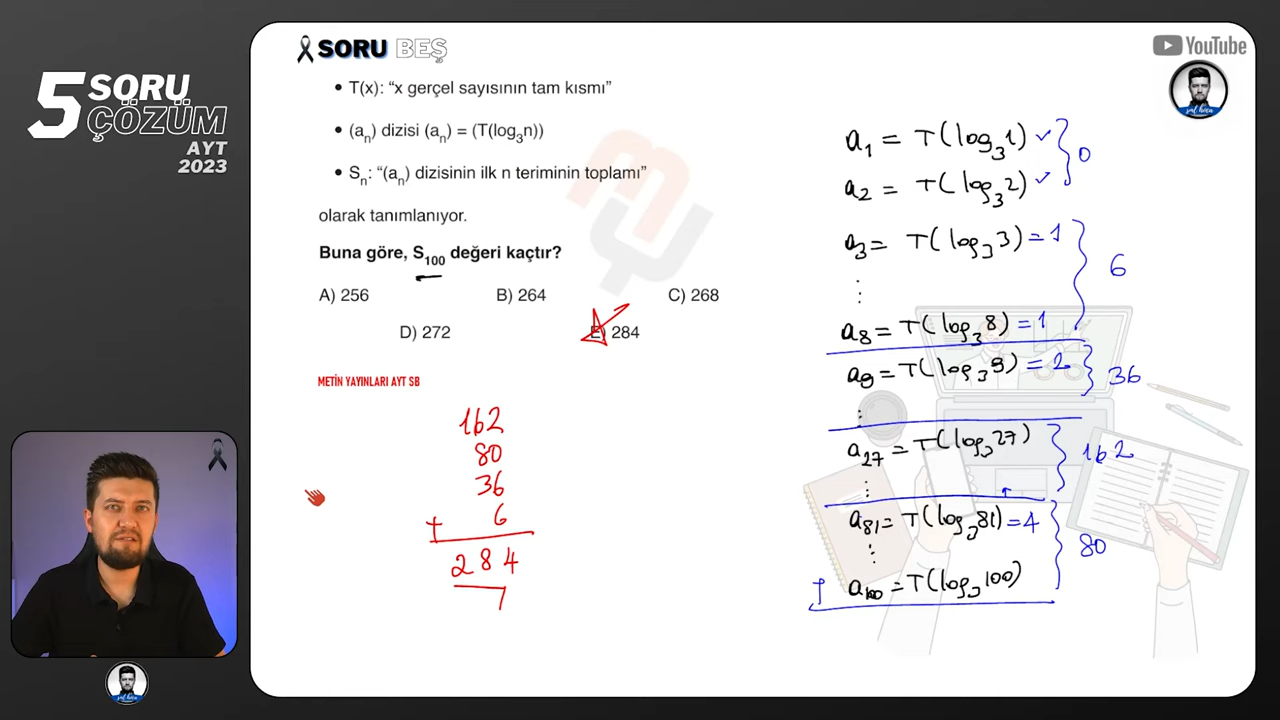 5 SORU
ÇÖZÜM
AYT
2023
SORU BEŞ
YouTube
• T(x): “x gerçel sayısının tam kısmı”
• (aₙ) dizisi (aₙ) = (T(log₃n))
• Sₙ: “(aₙ) dizisinin ilk n teriminin toplamı”
olarak tanımlanıyor.
Buna göre, S₁₀₀ değeri kaçtır?
A) 256 B) 264 C) 268
D) 272 E) 284
METİN YAYINLARI AYT SB
162
80
36
+ 6
284
a₁ = T(log₃1) ✓
a₂ = T(log₃2) ✓
0
a₃ = T(log₃3) = 1
⋮
a₈ = T(log₃8) = 1
6
a₉ = T(log₃9) = 2
⋮
36
a₂₇ = T(log₃27)
⋮
162
a₈₁ = T(log₃81) = 4
⋮
+ a₁₀₀ = T(log₃100)
80